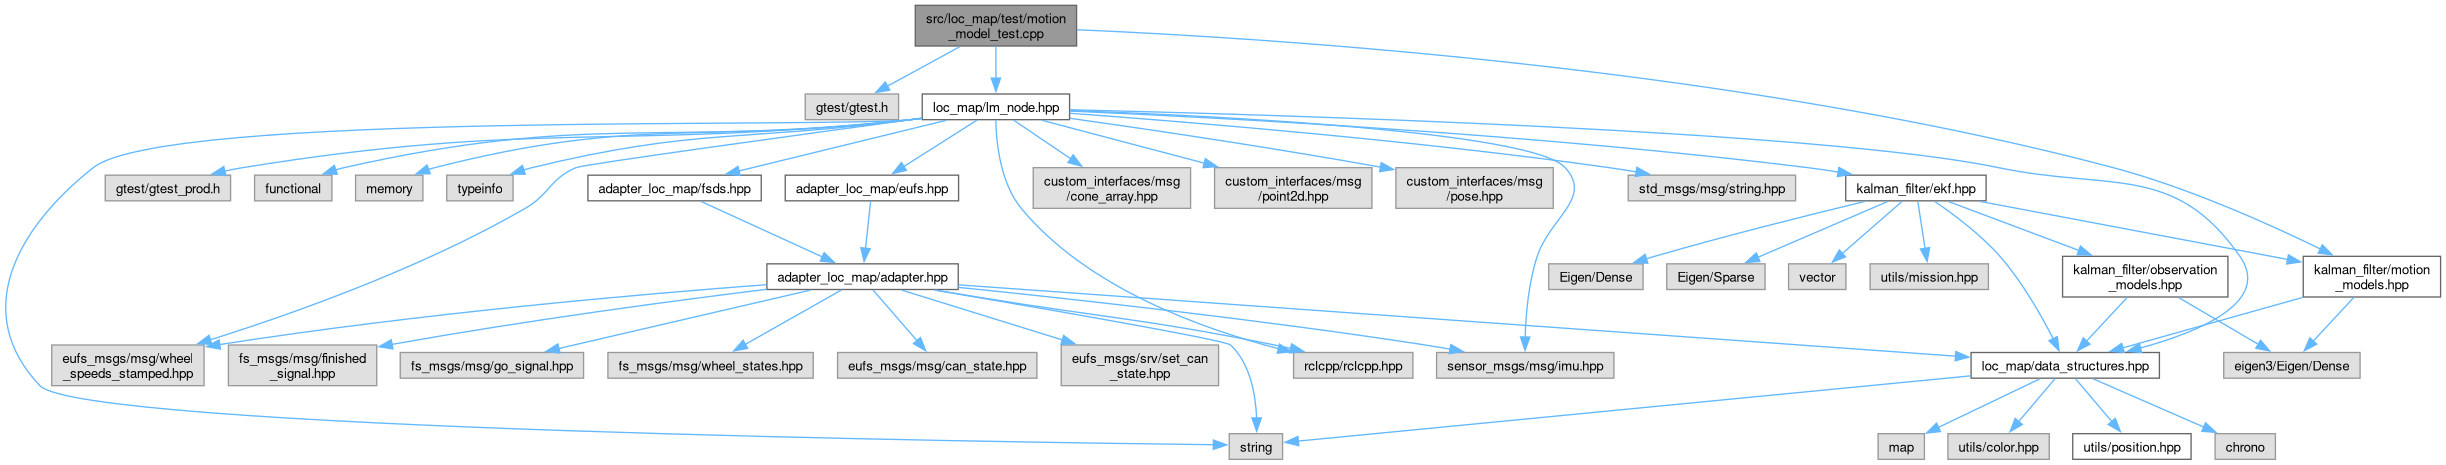 src/loc_map/test/motion
_model_test.cpp
gtest/gtest.h
loc_map/lm_node.hpp
gtest/gtest_prod.h
functional
memory
typeinfo
adapter_loc_map/fsds.hpp
adapter_loc_map/eufs.hpp
custom_interfaces/msg
/cone_array.hpp
custom_interfaces/msg
/point2d.hpp
custom_interfaces/msg
/pose.hpp
std_msgs/msg/string.hpp
kalman_filter/ekf.hpp
adapter_loc_map/adapter.hpp
Eigen/Dense
Eigen/Sparse
vector
utils/mission.hpp
kalman_filter/observation
_models.hpp
kalman_filter/motion
_models.hpp
eufs_msgs/msg/wheel
_speeds_stamped.hpp
fs_msgs/msg/finished
_signal.hpp
fs_msgs/msg/go_signal.hpp
fs_msgs/msg/wheel_states.hpp
eufs_msgs/msg/can_state.hpp
eufs_msgs/srv/set_can
_state.hpp
rclcpp/rclcpp.hpp
sensor_msgs/msg/imu.hpp
loc_map/data_structures.hpp
eigen3/Eigen/Dense
string
map
utils/color.hpp
utils/position.hpp
chrono